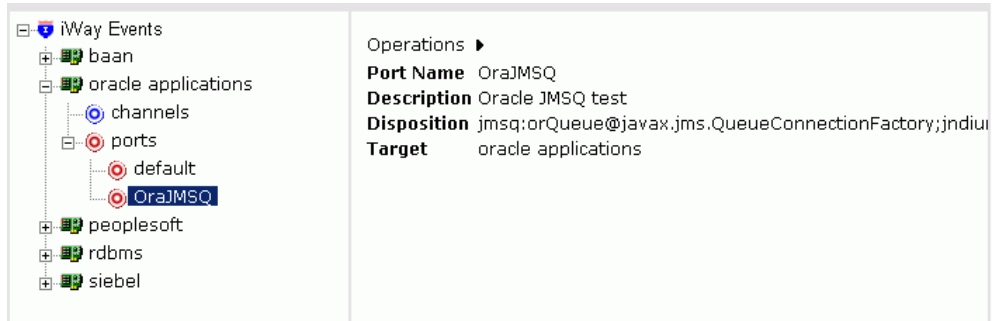 iWay Events
baan
oracle applications
channels
ports
default
OraJMSQ
peoplesoft
rdbms
siebel
Operations
Port Name OraJMSQ
Description Oracle JMSQ test
Disposition jmsq:orQueue@javax.jms.QueueConnectionFactory;jndiur
Target oracle applications